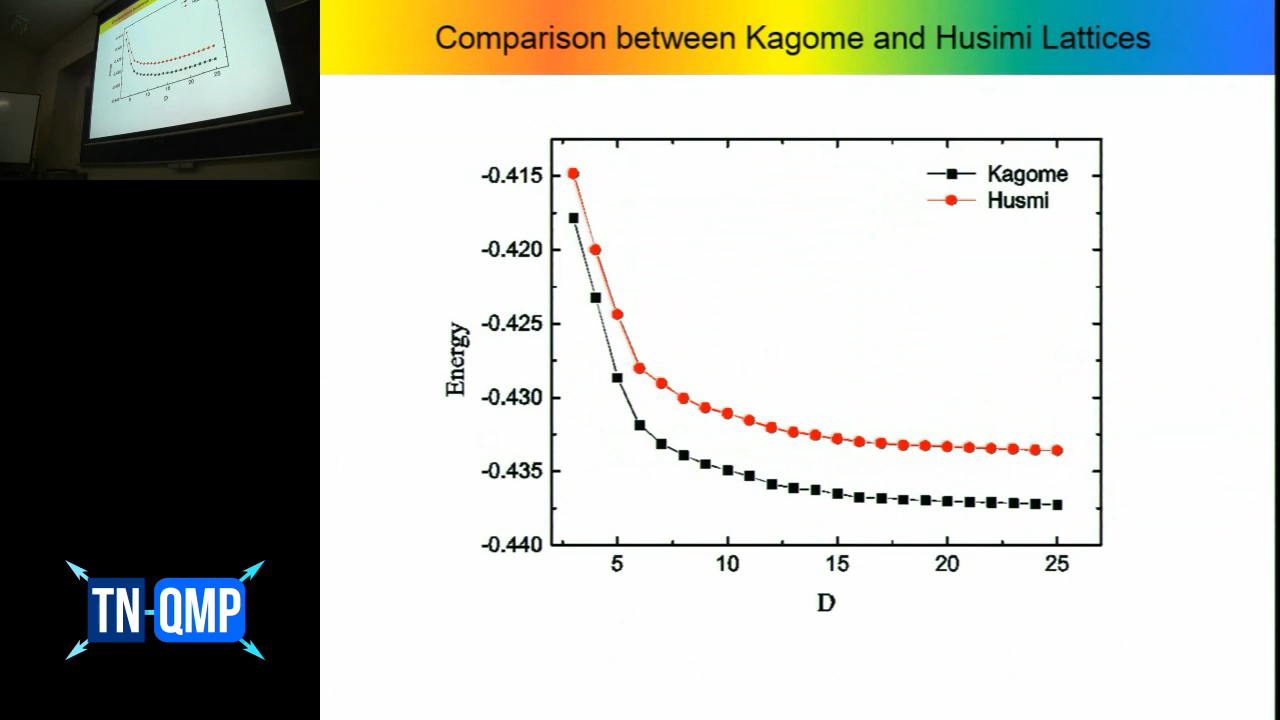 Comparison between Kagome and Husimi Lattices
-0.415
-0.420
-0.425
-0.430
-0.435
-0.440
Energy
Kagome
Husmi
5
10
15
20
25
D
TN-QMP